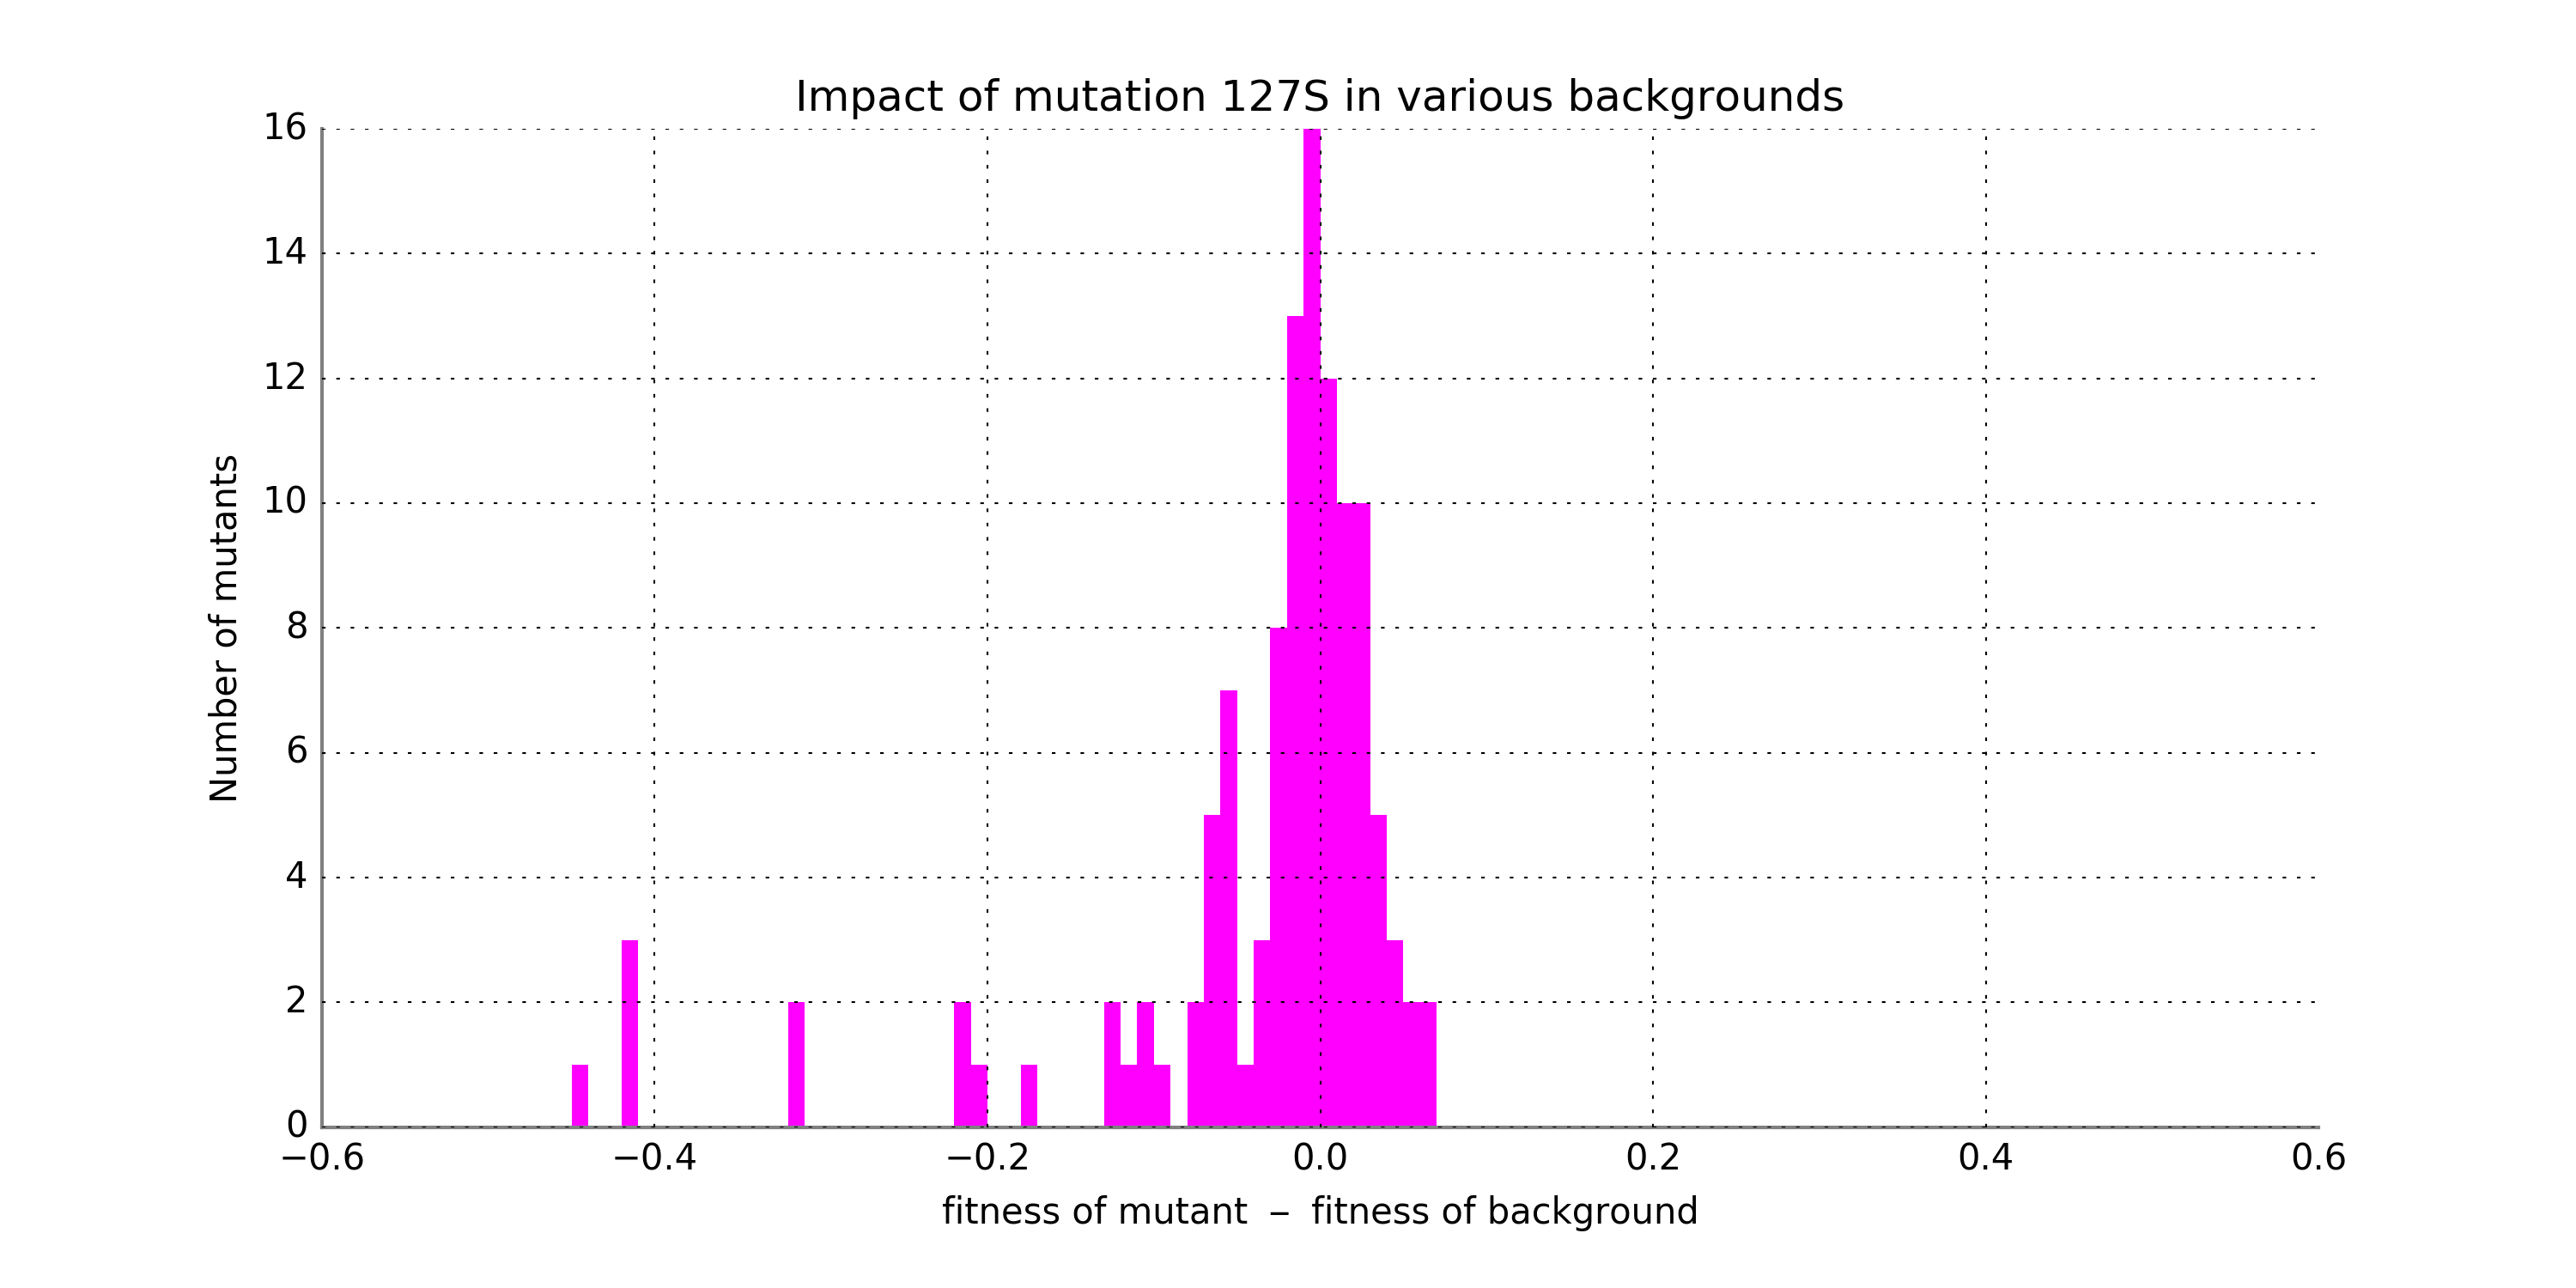 Impact of mutation 127S in various backgrounds
16
14
12
10
8
6
4
2
0
Number of mutants
−0.6 −0.4 −0.2 0.0 0.2 0.4 0.6
fitness of mutant − fitness of background